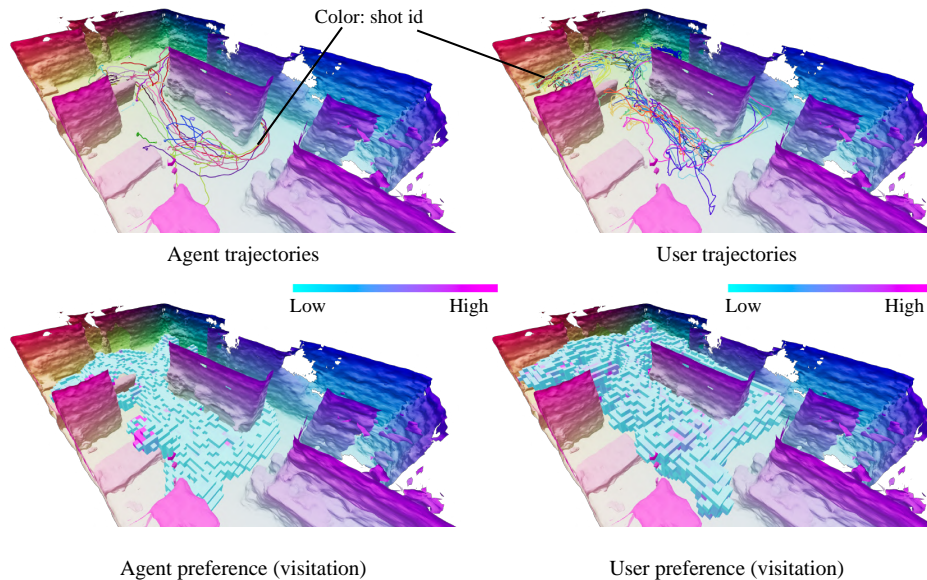 Color: shot id
Agent trajectories
User trajectories
Low High
Low High
Agent preference (visitation)
User preference (visitation)